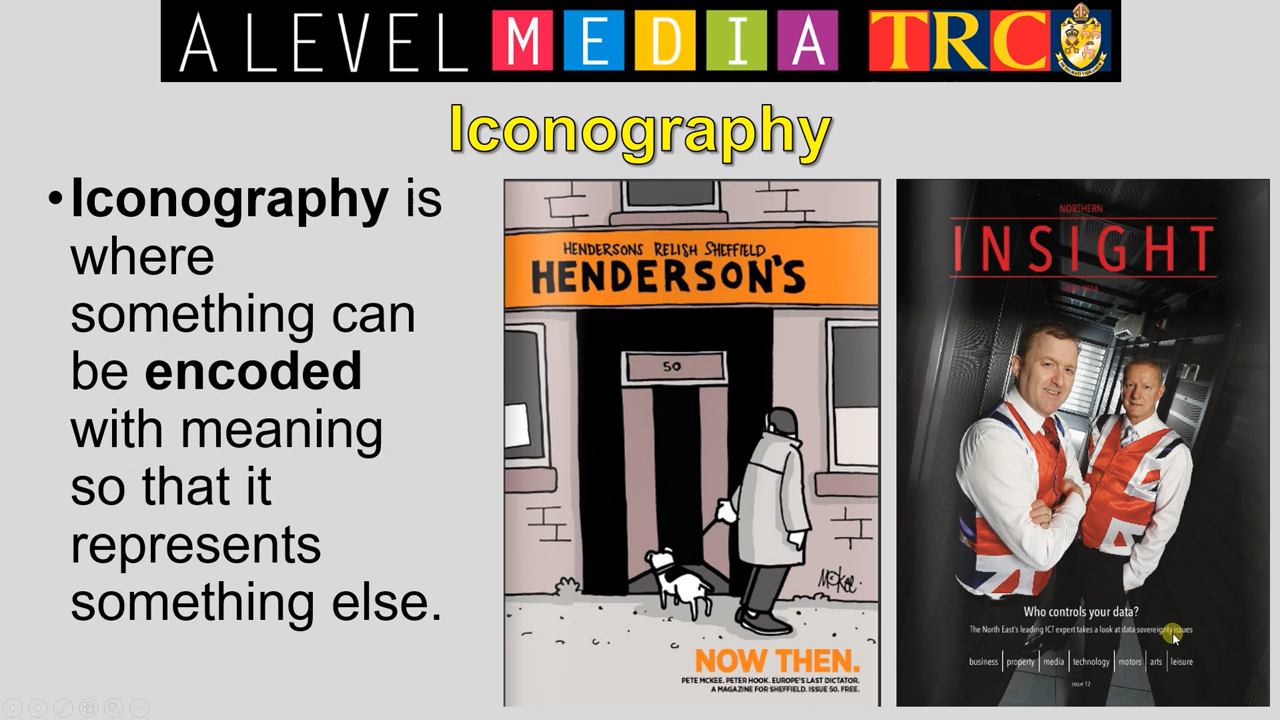 A LEVEL MEDIA TRC
Iconography
•Iconography is
where
something can
be encoded
with meaning
so that it
represents
something else.
HENDERSONS RELISH SHEFFIELD
HENDERSON'S
50
McKee
NOW THEN.
PETE MCKEE. PETER HOOK. EUROPE'S LAST DICTATOR.
A MAGAZINE FOR SHEFFIELD. ISSUE 50. FREE.
NORTHERN
INSIGHT
Who controls your data?
The North East's leading ICT expert takes a look at data sovereignty issues
business | property | media | technology | motors | arts | leisure
issue 12